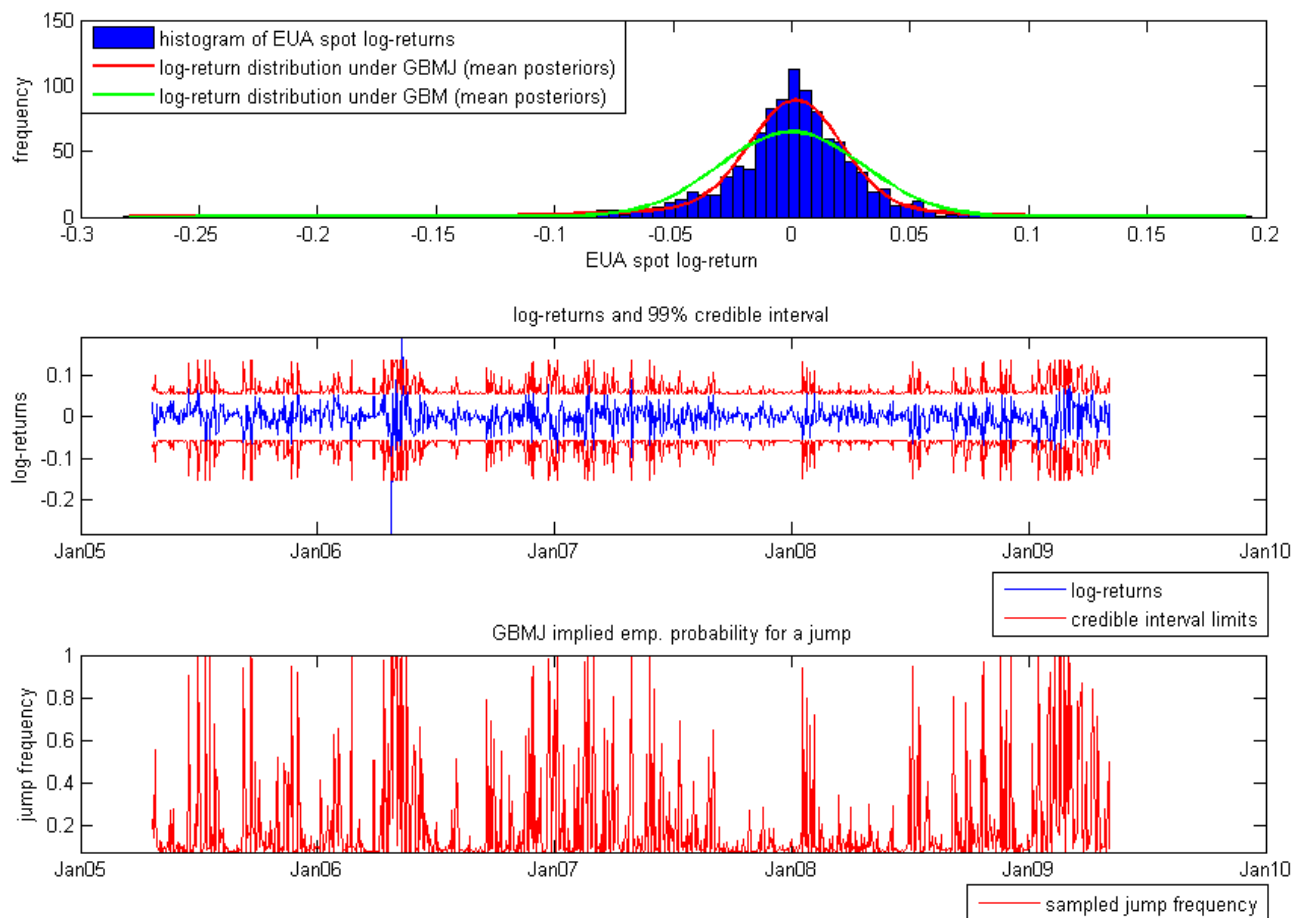 150
100
50
0
frequency
histogram of EUA spot log-returns
log-return distribution under GBMJ (mean posteriors)
log-return distribution under GBM (mean posteriors)
-0.3 -0.25 -0.2 -0.15 -0.1 -0.05 0 0.05 0.1 0.15 0.2
EUA spot log-return
log-returns and 99% credible interval
0.1
0
-0.1
-0.2
log-returns
Jan05 Jan06 Jan07 Jan08 Jan09 Jan10
log-returns
credible interval limits
GBMJ implied emp. probability for a jump
1
0.8
0.6
0.4
0.2
jump frequency
Jan05 Jan06 Jan07 Jan08 Jan09 Jan10
sampled jump frequency